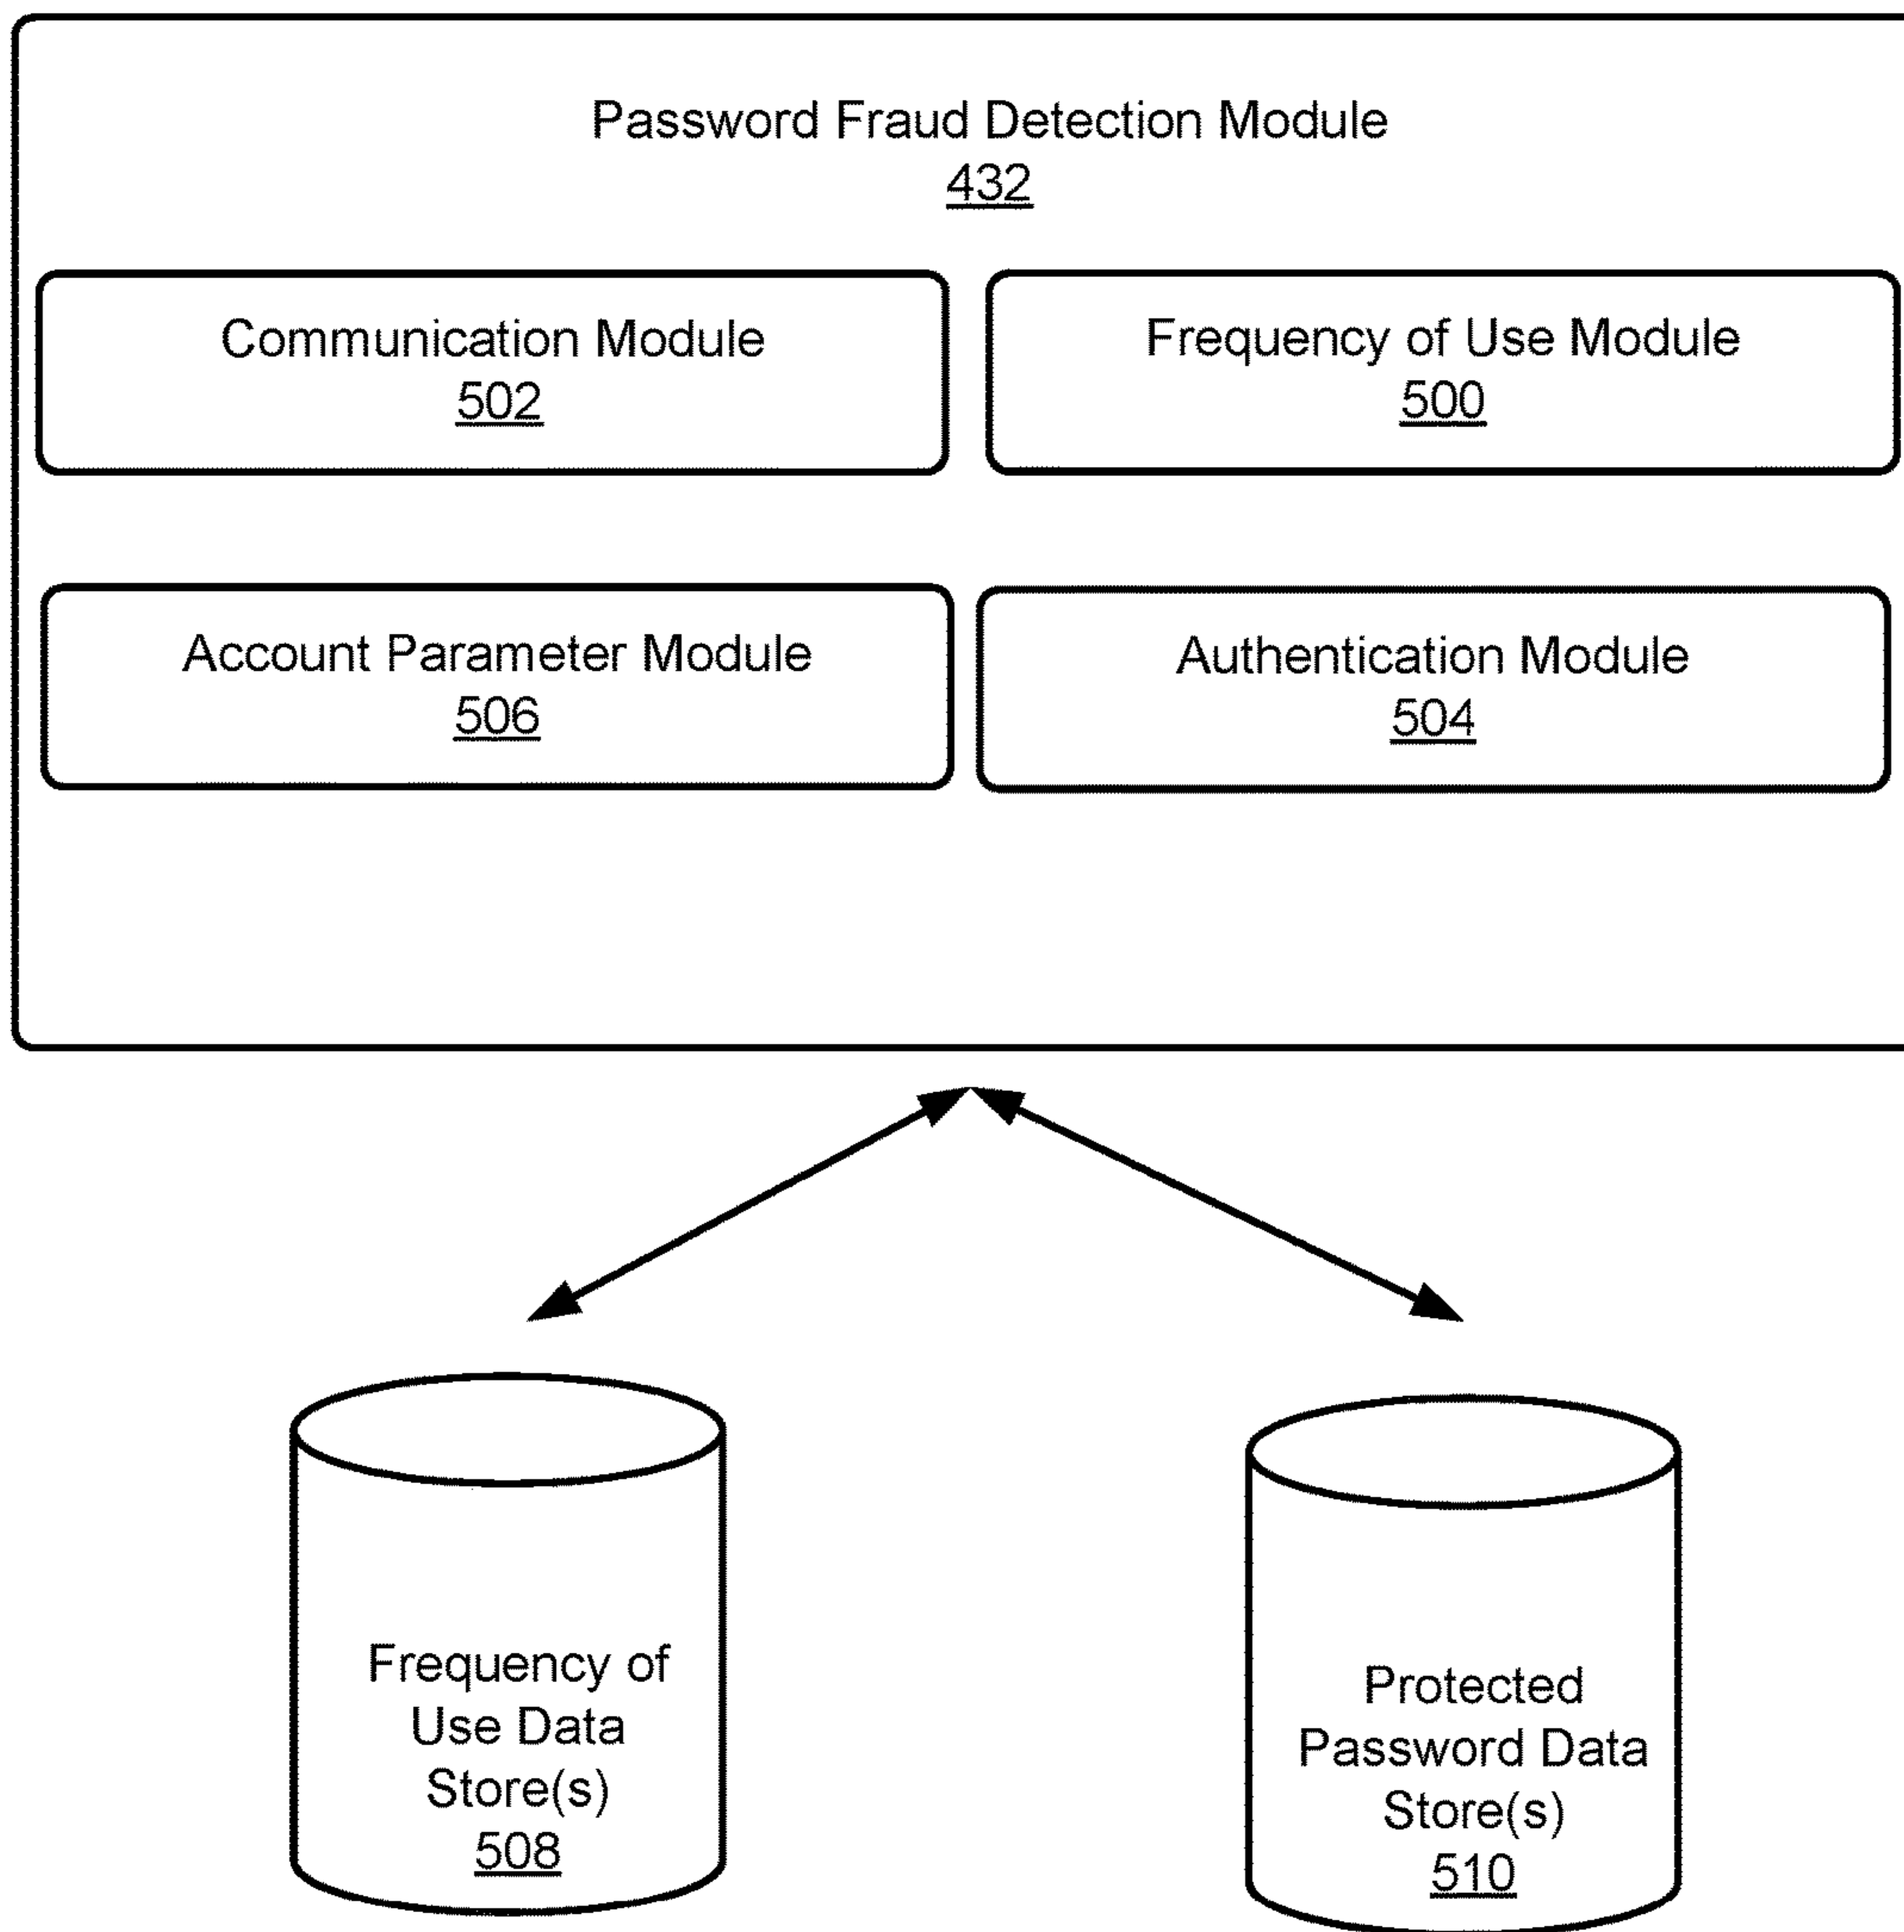 Password Fraud Detection Module
432
Communication Module
502
Frequency of Use Module
500
Account Parameter Module
506
Authentication Module
504
Frequency of
Use Data
Store(s)
508
Protected
Password Data
Store(s)
510